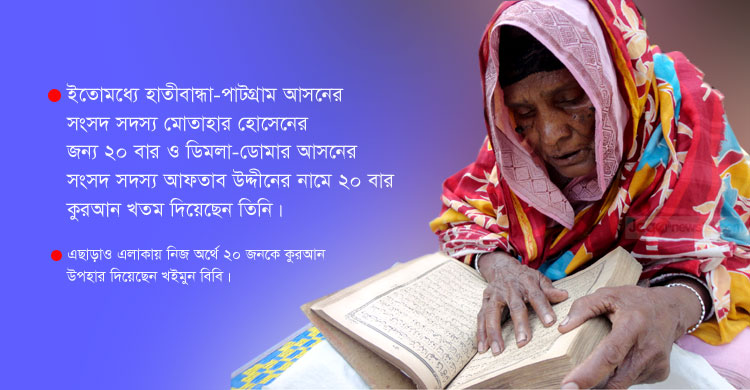 ইতোমধ্যে হাতীবান্ধা-পাটগ্রাম আসনের
সংসদ সদস্য মোতাহার হোসেনের
জন্য ২০ বার ও ডিমলা-ডোমার আসনের
সংসদ সদস্য আফতাব উদ্দীনের নামে ২০ বার
কুরআন খতম দিয়েছেন তিনি।
এছাড়াও এলাকায় নিজ অর্থে ২০ জনকে কুরআন
উপহার দিয়েছেন খইমুন বিবি।